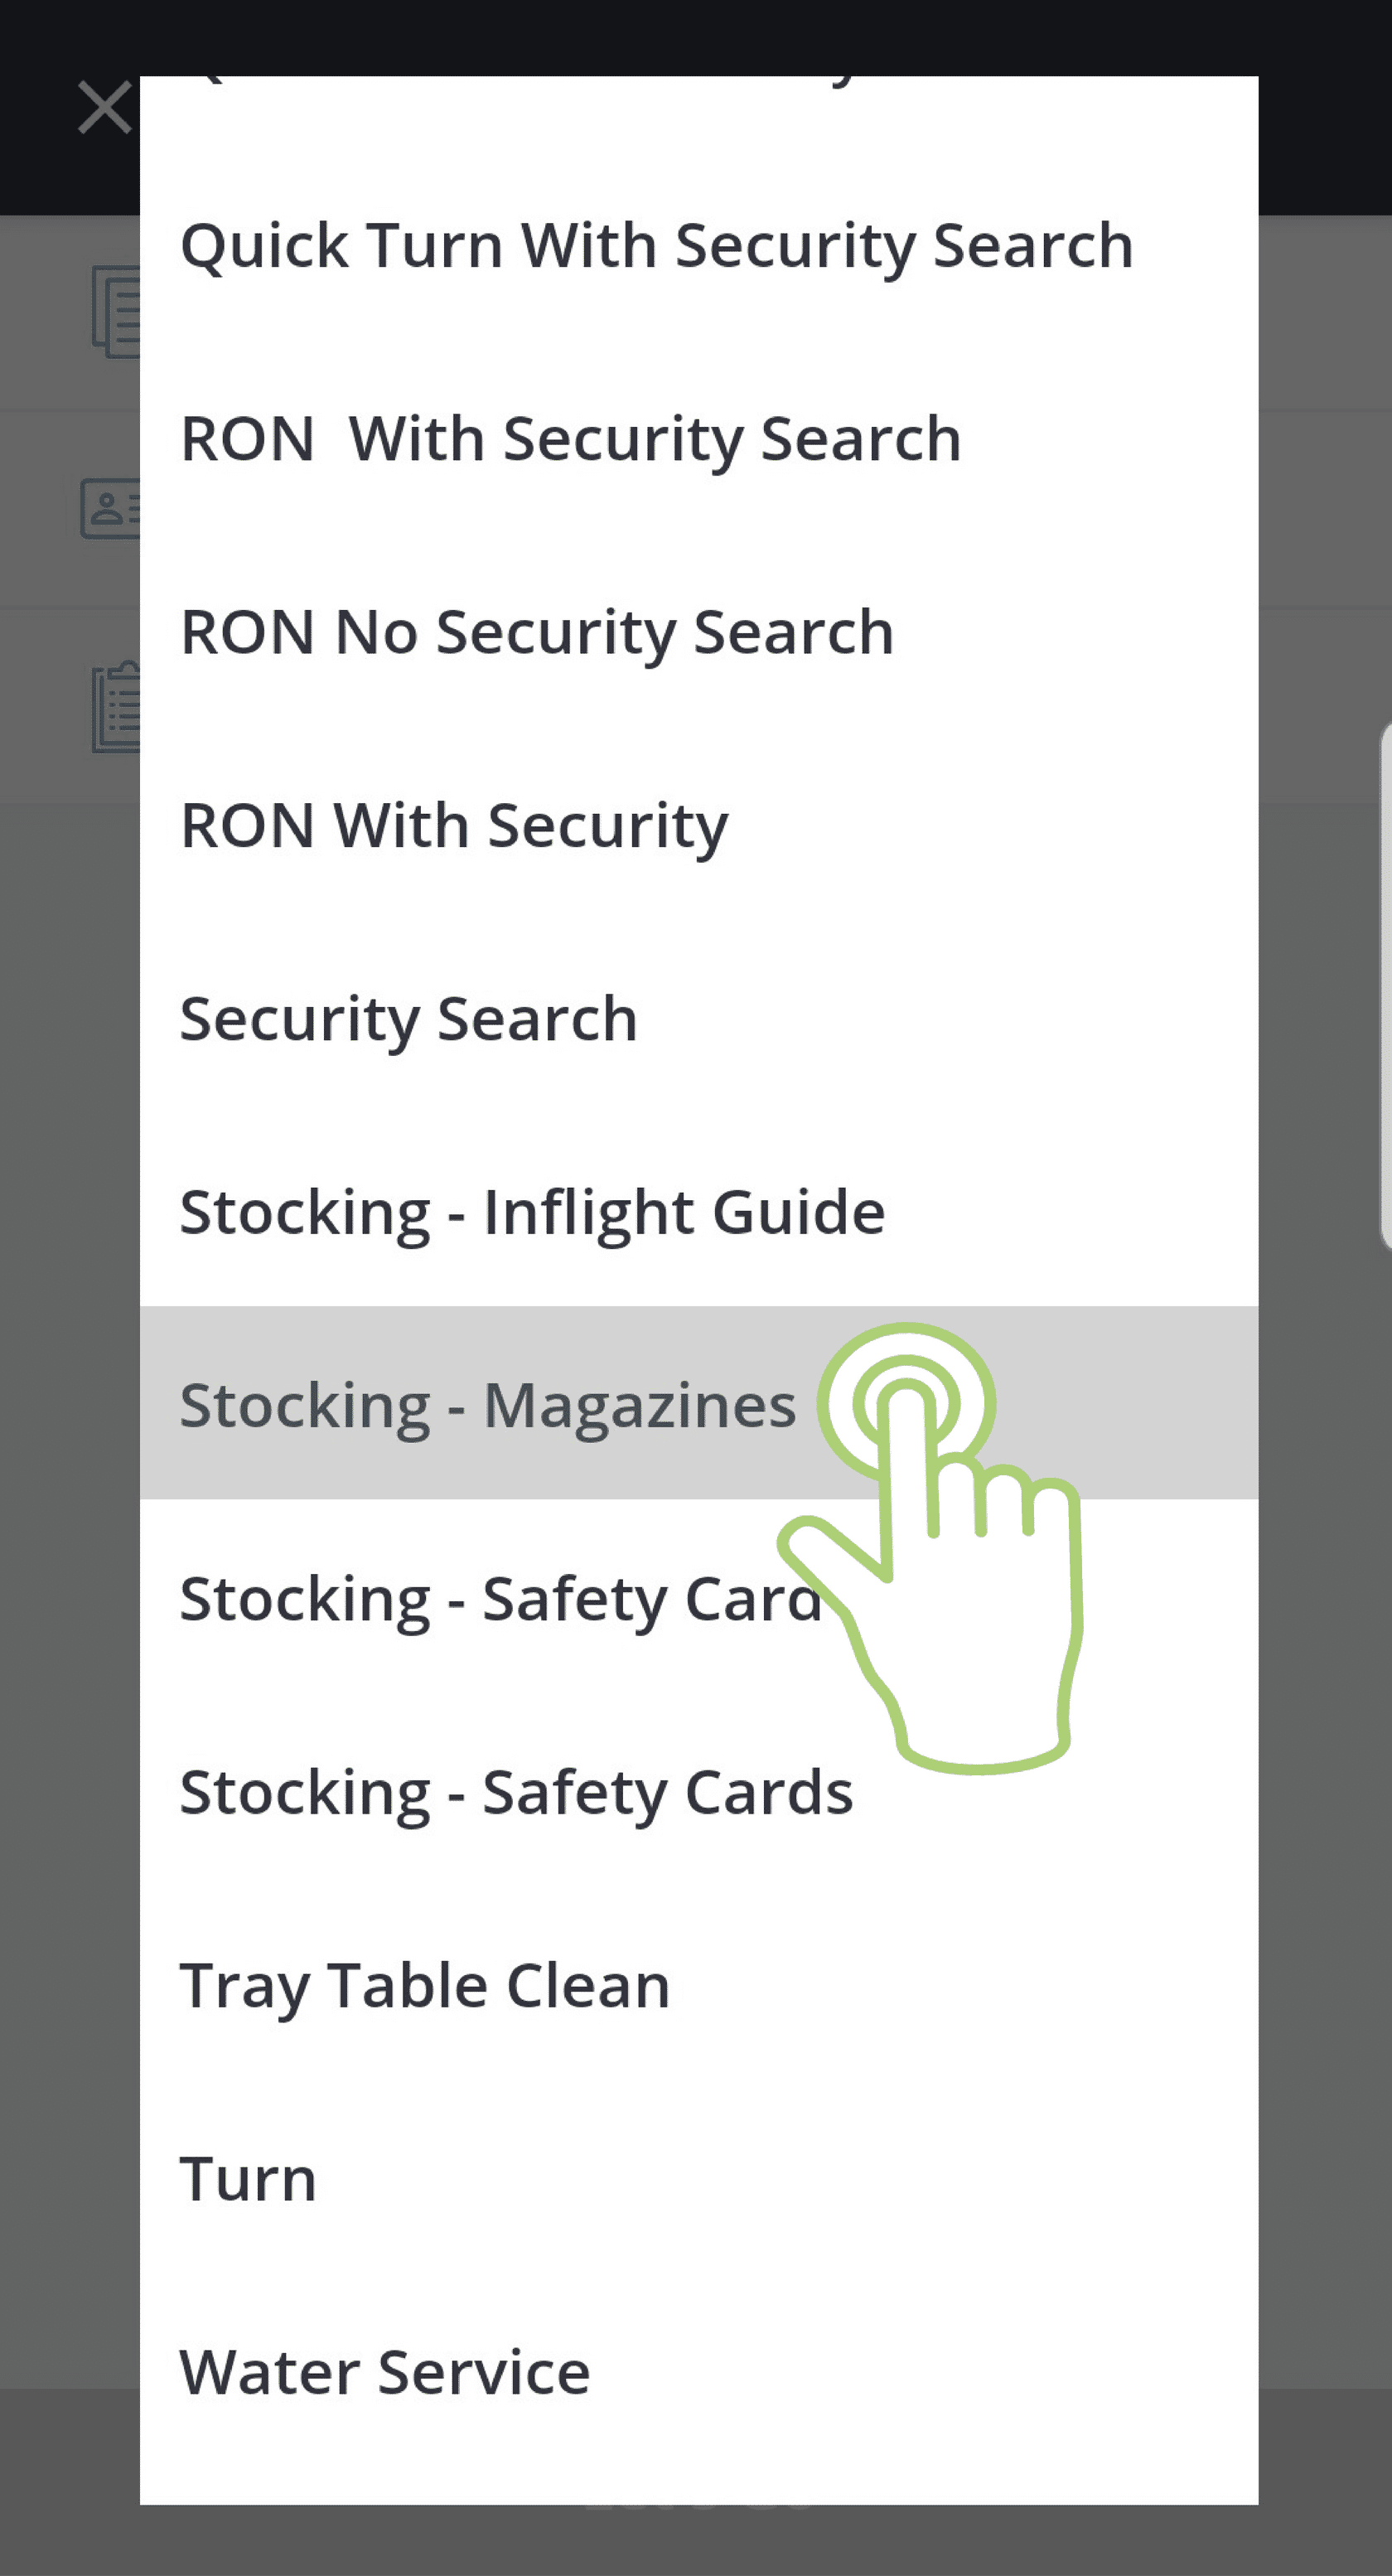 Quick Turn With Security Search
RON  With Security Search
RON No Security Search
RON With Security
Security Search
Stocking - Inflight Guide
Stocking - Magazines
Stocking - Safety Card
Stocking - Safety Cards
Tray Table Clean
Turn
Water Service